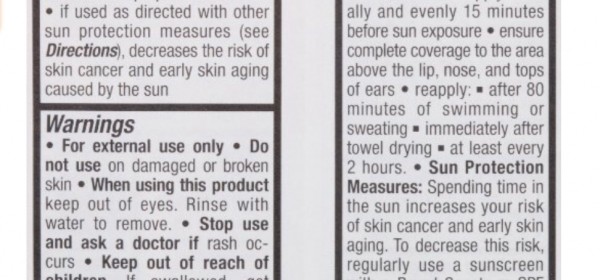 • if used as directed with other
sun protection measures (see
Directions), decreases the risk of
skin cancer and early skin aging
caused by the sun
Warnings
• For external use only • Do
not use on damaged or broken
skin • When using this product
keep out of eyes. Rinse with
water to remove. • Stop use
and ask a doctor if rash oc-
curs • Keep out of reach of
children. If swallowed, get
ally and evenly 15 minutes
before sun exposure • ensure
complete coverage to the area
above the lip, nose, and tops
of ears • reapply: ▪ after 80
minutes of swimming or
sweating ▪ immediately after
towel drying ▪ at least every
2 hours. • Sun Protection
Measures: Spending time in
the sun increases your risk
of skin cancer and early skin
aging. To decrease this risk,
regularly use a sunscreen